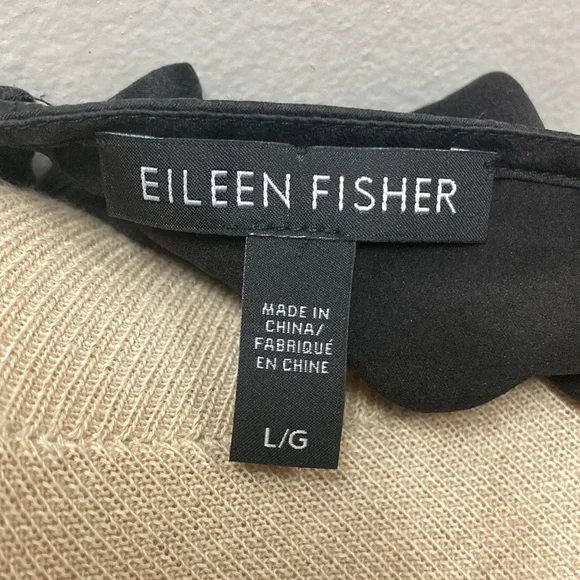 EILEEN FISHER
MADE IN
CHINA/
FABRIQUÉ
EN CHINE
L/G